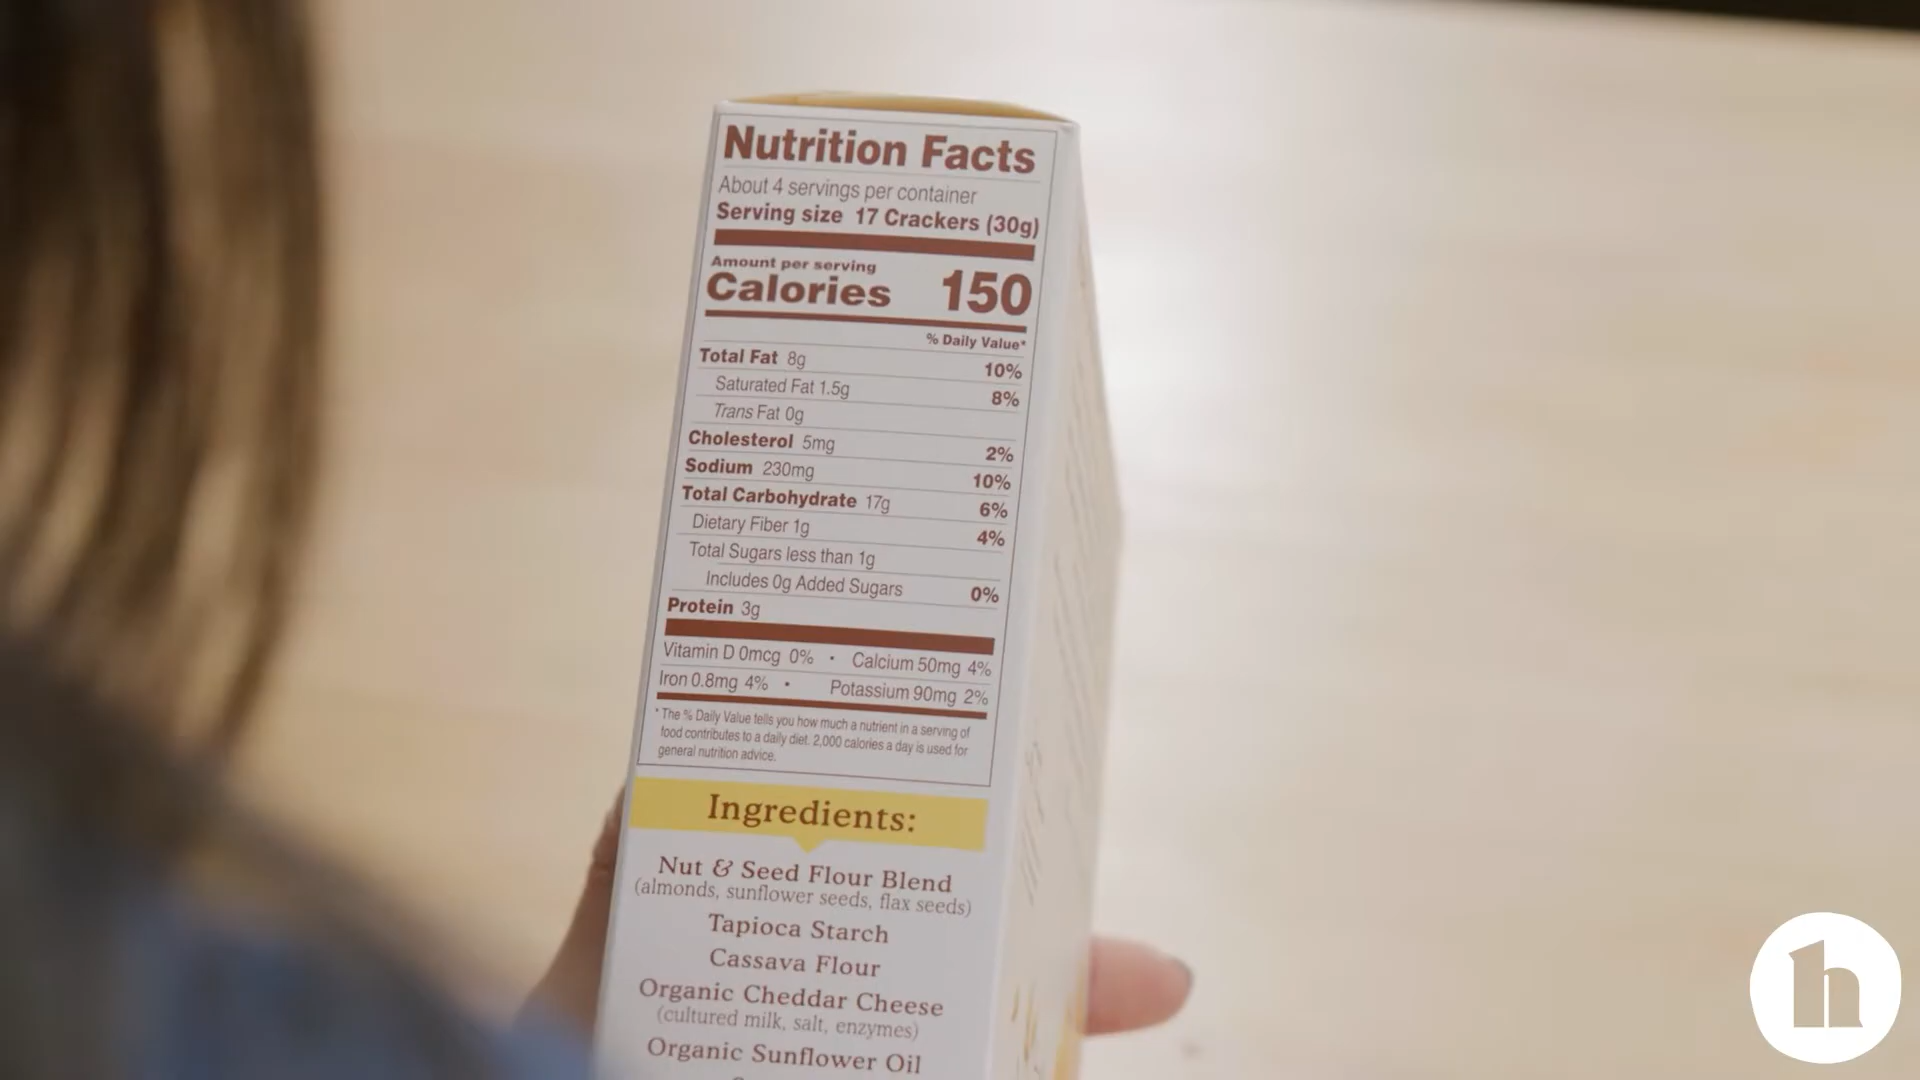 Nutrition Facts
About 4 servings per container
Serving size 17 Crackers (30g)
Amount per serving
Calories 150
% Daily Value*
Total Fat 8g 10%
Saturated Fat 1.5g 8%
Trans Fat 0g
Cholesterol 5mg 2%
Sodium 230mg 10%
Total Carbohydrate 17g 6%
Dietary Fiber 1g 4%
Total Sugars less than 1g
Includes 0g Added Sugars 0%
Protein 3g
Vitamin D 0mcg 0% • Calcium 50mg 4%
Iron 0.8mg 4% • Potassium 90mg 2%
* The % Daily Value tells you how much a nutrient in a serving of
food contributes to a daily diet. 2,000 calories a day is used for
general nutrition advice.
Ingredients:
Nut & Seed Flour Blend
(almonds, sunflower seeds, flax seeds)
Tapioca Starch
Cassava Flour
Organic Cheddar Cheese
(cultured milk, salt, enzymes)
Organic Sunflower Oil
h